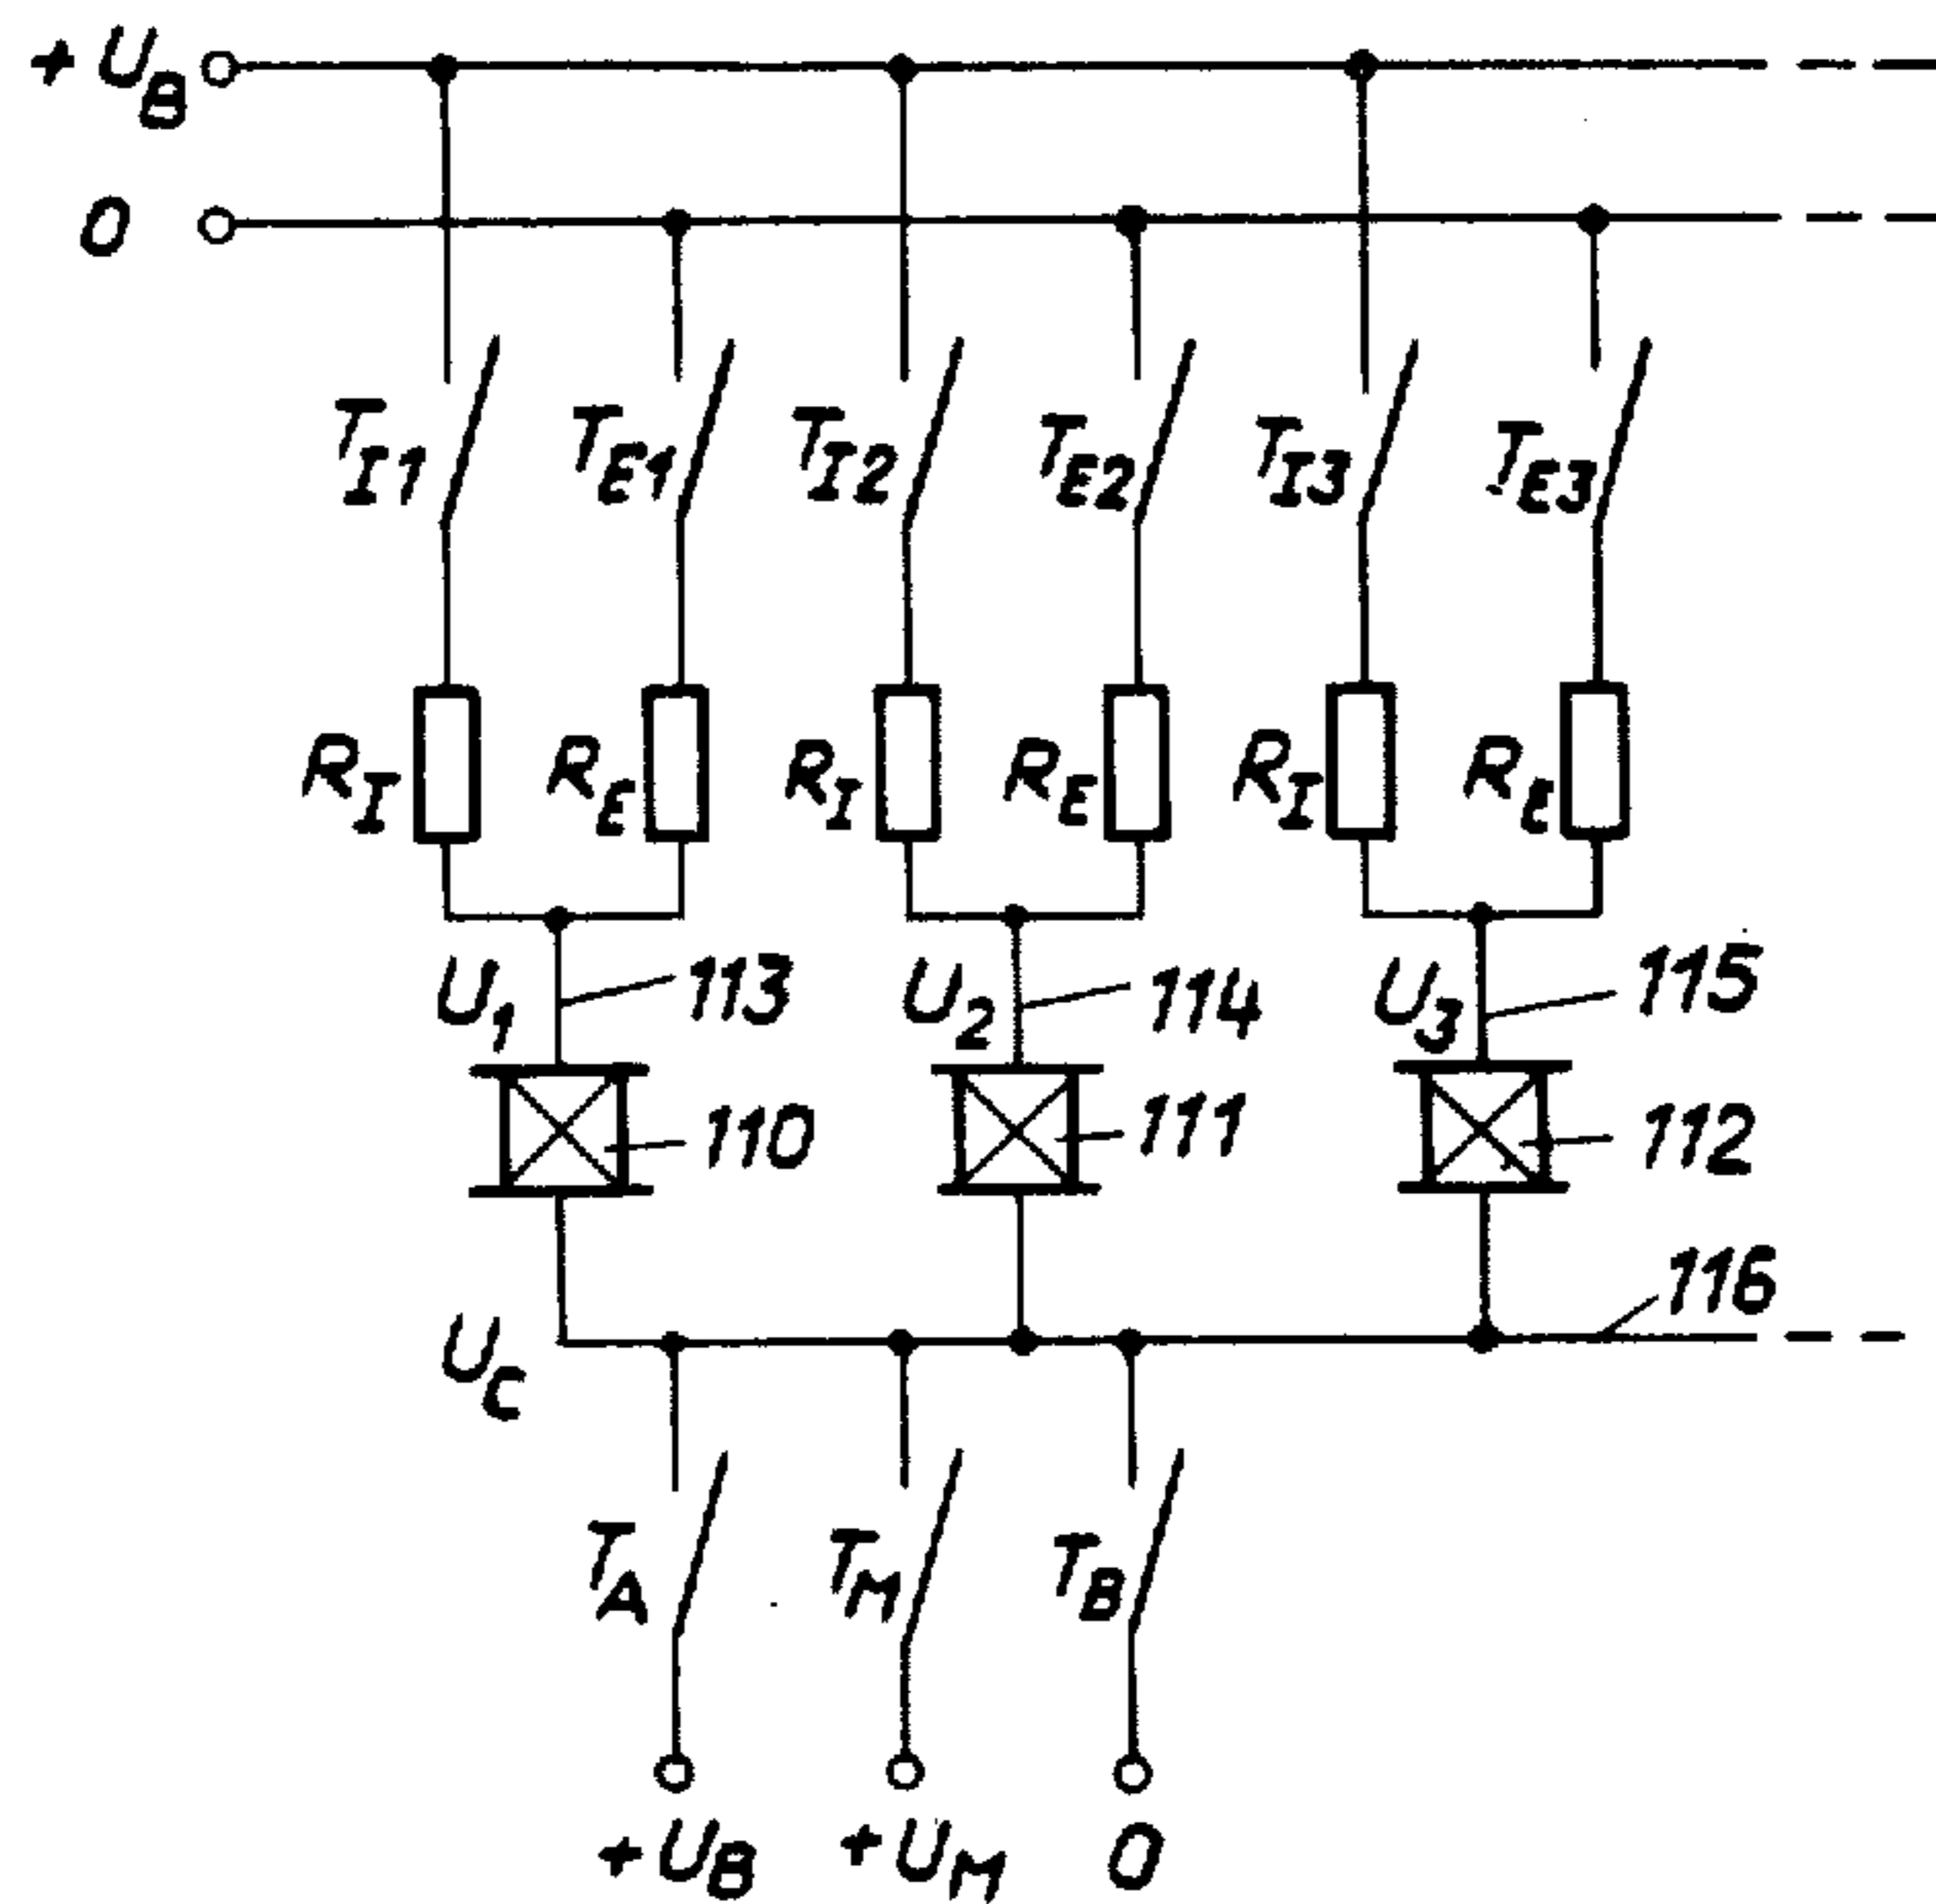 + U_B
0
T_I1 T_E1 T_I2 T_E2 T_I3 T_E3
R_I R_E R_I R_E R_I R_E
U_1 113 U_2 114 U_3 115
110 111 112
116
U_C
T_A T_M T_B
+ U_B + U_M 0